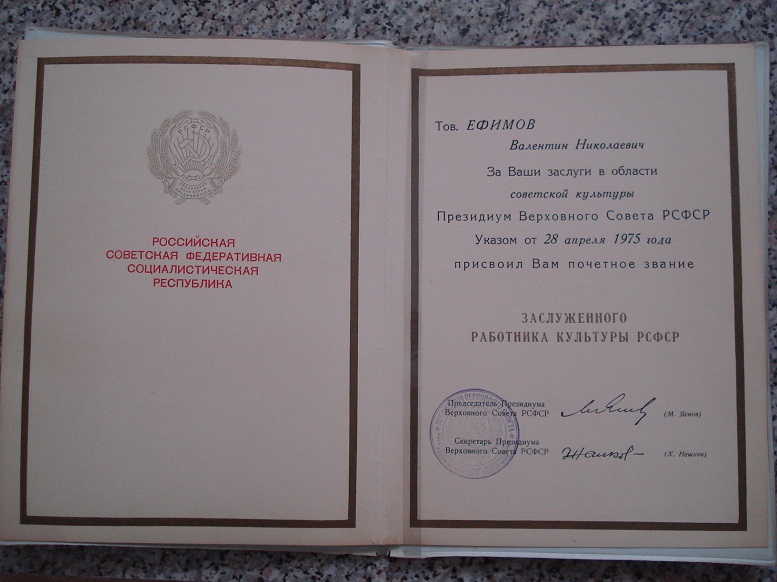 РСФСР
РОССИЙСКАЯ
СОВЕТСКАЯ ФЕДЕРАТИВНАЯ
СОЦИАЛИСТИЧЕСКАЯ
РЕСПУБЛИКА
Тов. ЕФИМОВ
Валентин Николаевич
За Ваши заслуги в области
советской культуры
Президиум Верховного Совета РСФСР
Указом от 28 апреля 1975 года
присвоил Вам почетное звание
ЗАСЛУЖЕННОГО
РАБОТНИКА КУЛЬТУРЫ РСФСР
Председатель Президиума
Верховного Совета РСФСР
(М. Яснов)
Секретарь Президиума
Верховного Совета РСФСР
(Х. Нешков)